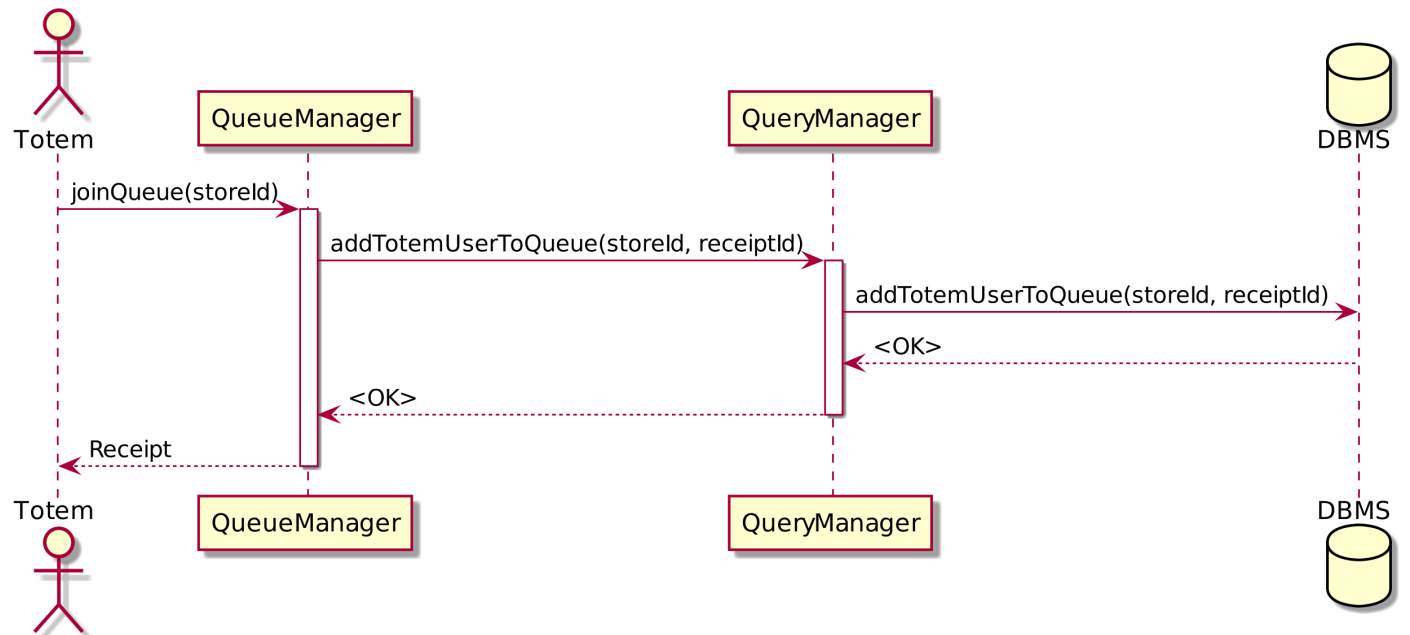 Totem
QueueManager
QueryManager
DBMS
joinQueue(storeId)
addTotemUserToQueue(storeId, receiptId)
addTotemUserToQueue(storeId, receiptId)
<OK>
<OK>
Receipt
Totem
QueueManager
QueryManager
DBMS